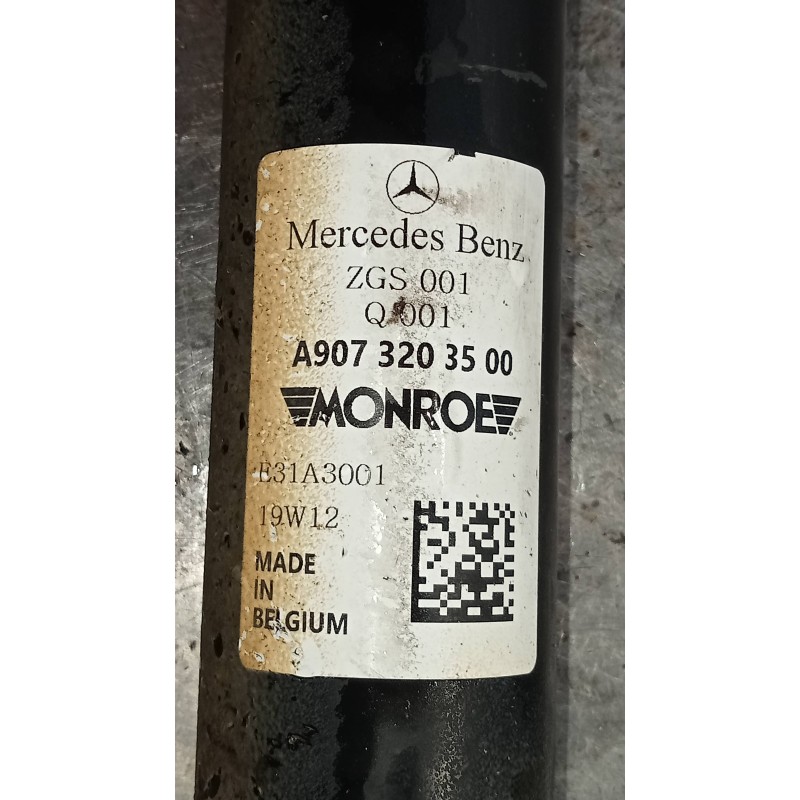 Mercedes Benz
ZGS 001
Q 001
A907 320 35 00
MONROE
E31A3001
19W12
MADE
IN
BELGIUM